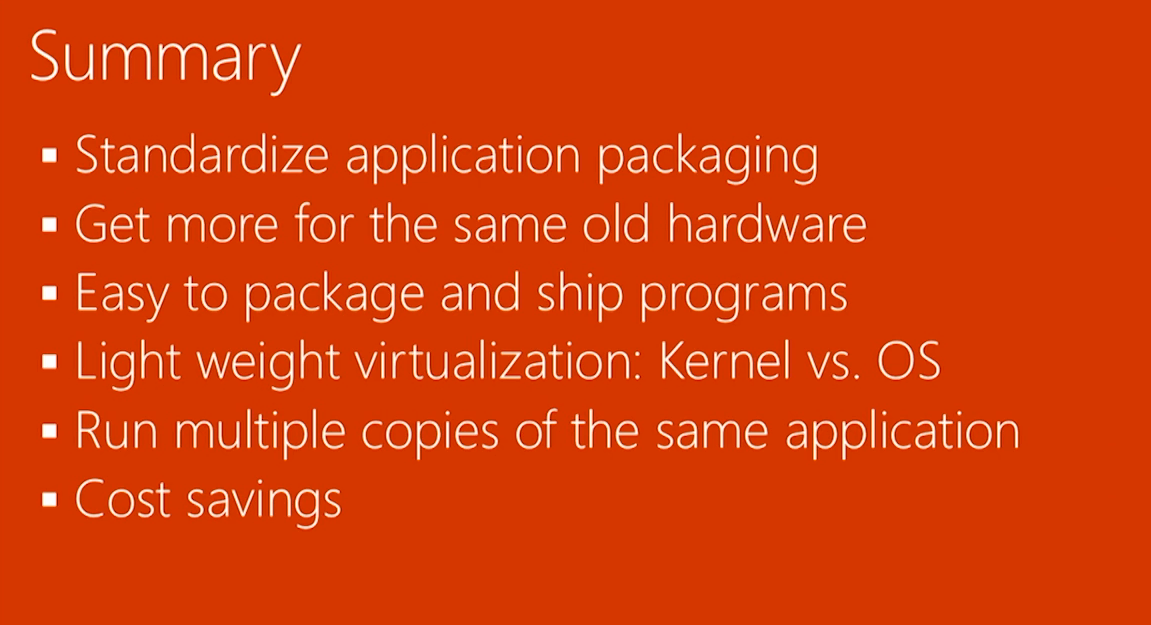 Summary
▪ Standardize application packaging
▪ Get more for the same old hardware
▪ Easy to package and ship programs
▪ Light weight virtualization: Kernel vs. OS
▪ Run multiple copies of the same application
▪ Cost savings